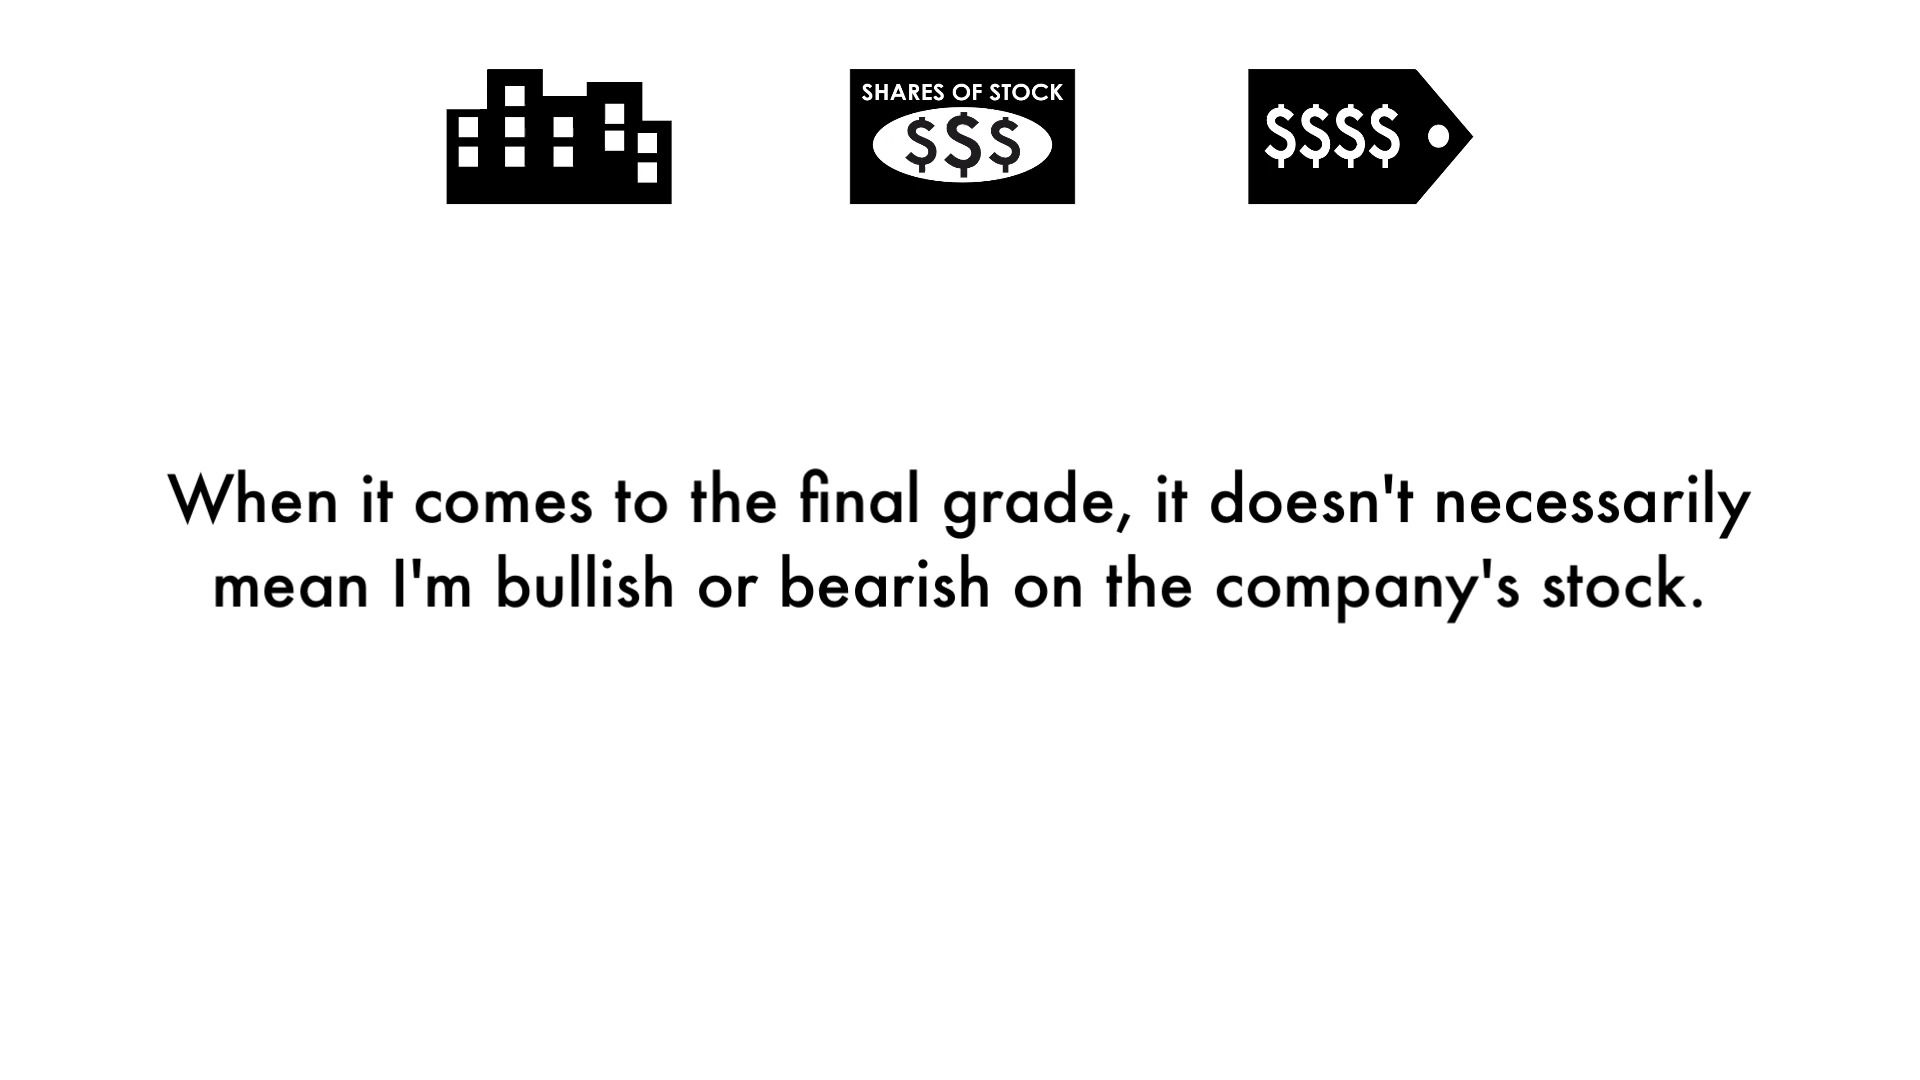 SHARES OF STOCK
$$$
$$$$
When it comes to the final grade, it doesn't necessarily
mean I'm bullish or bearish on the company's stock.